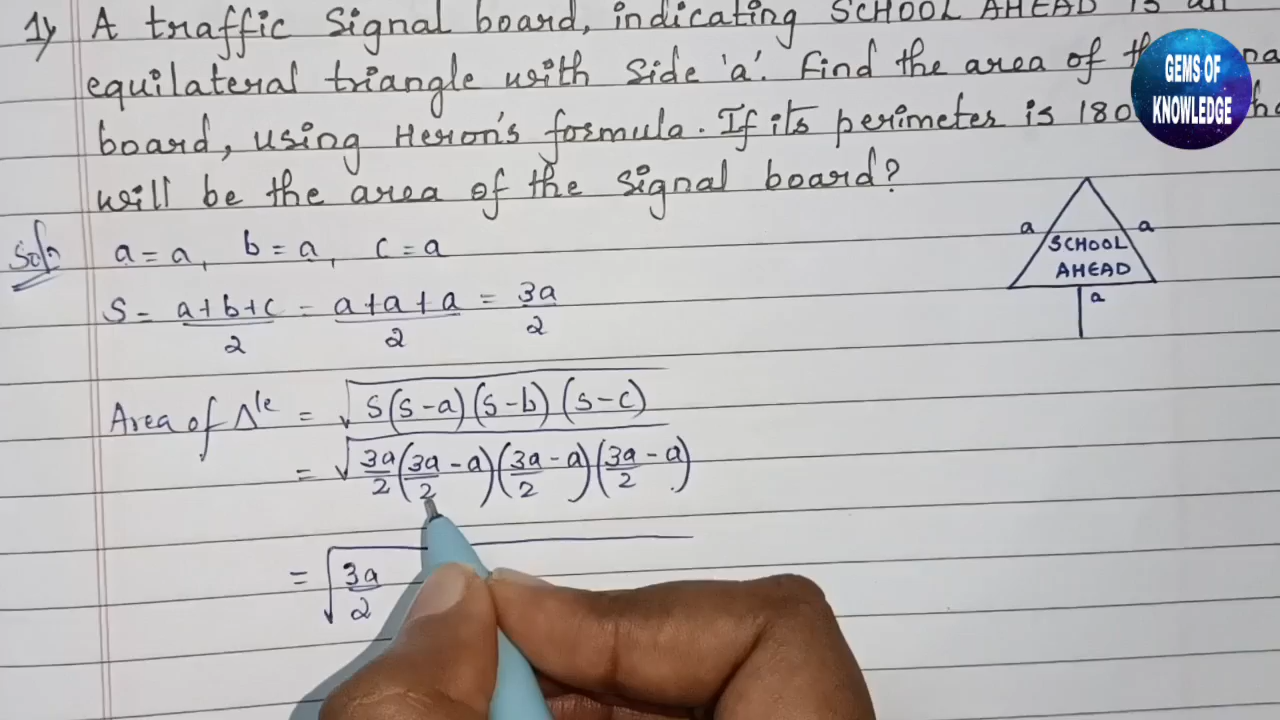 1) A traffic signal board, indicating SCHOOL AHEAD is an
equilateral triangle with side 'a'. Find the area of the
board, using Heron's formula. If its perimeter is 180
will be the area of the signal board?
GEMS OF
KNOWLEDGE
Soln a = a, b = a, c = a
S = a+b+c/2 = a+a+a/2 = 3a/2
a a
SCHOOL
AHEAD
a
Area of Δle = √S(S-a)(S-b)(S-c)
= √3a/2(3a/2-a)(3a/2-a)(3a/2-a)
= √3a/2